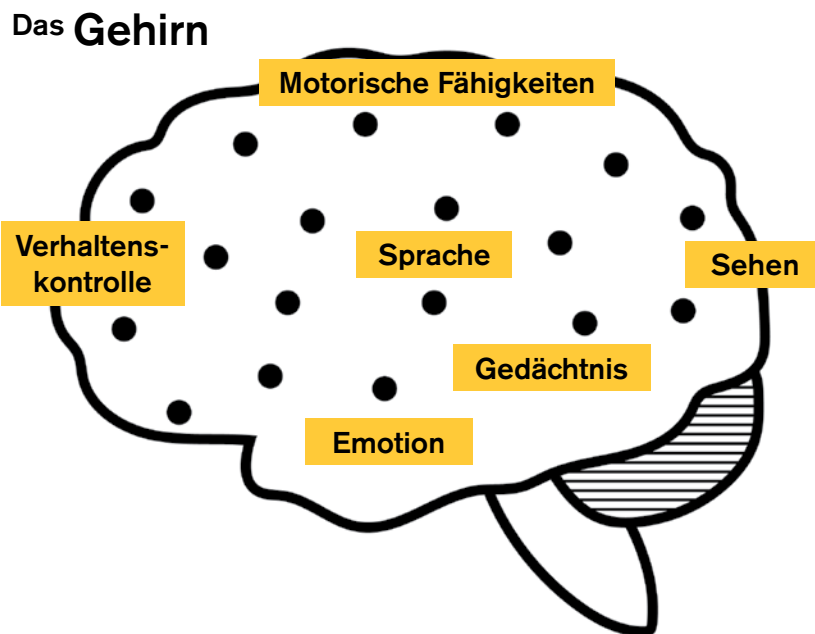 Das Gehirn
Motorische Fähigkeiten
Verhaltens-
kontrolle
Sprache
Sehen
Gedächtnis
Emotion